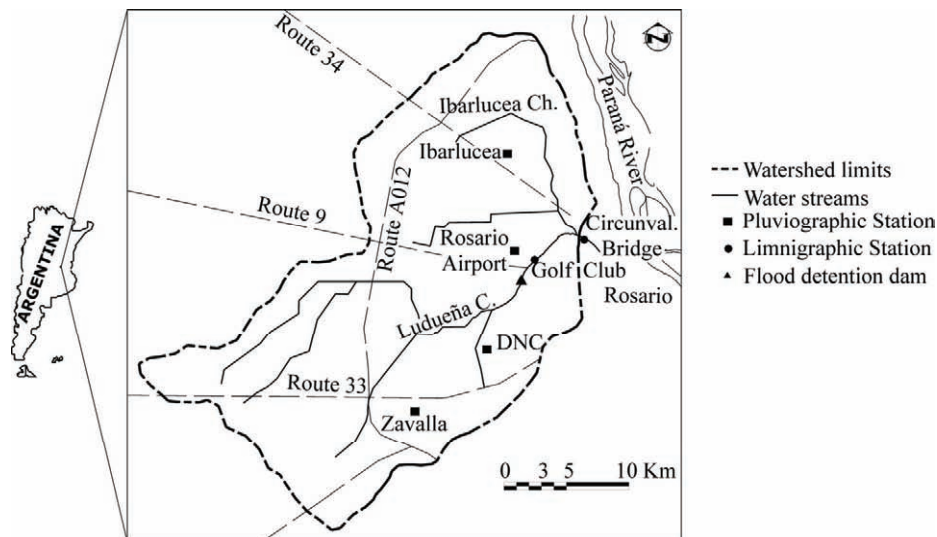 Route 34
N
Paraná River
Ibarlucea Ch.
Ibarlucea
Route A012
Route 9
Circunval.
Bridge
Rosario
Airport
Golf Club
Rosario
Ludueña C.
DNC
Route 33
Zavalla
0 3 5 10 Km
ARGENTINA
Watershed limits
Water streams
Pluviographic Station
Limnigraphic Station
Flood detention dam